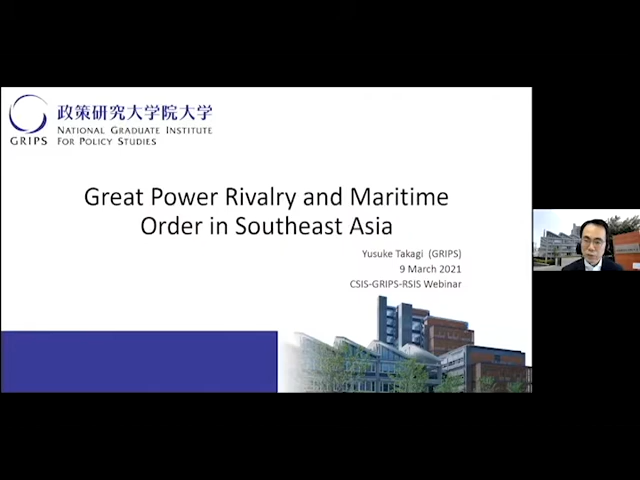 政策研究大学院大学
NATIONAL GRADUATE INSTITUTE
FOR POLICY STUDIES
GRIPS
Great Power Rivalry and Maritime
Order in Southeast Asia
Yusuke Takagi (GRIPS)
9 March 2021
CSIS-GRIPS-RSIS Webinar